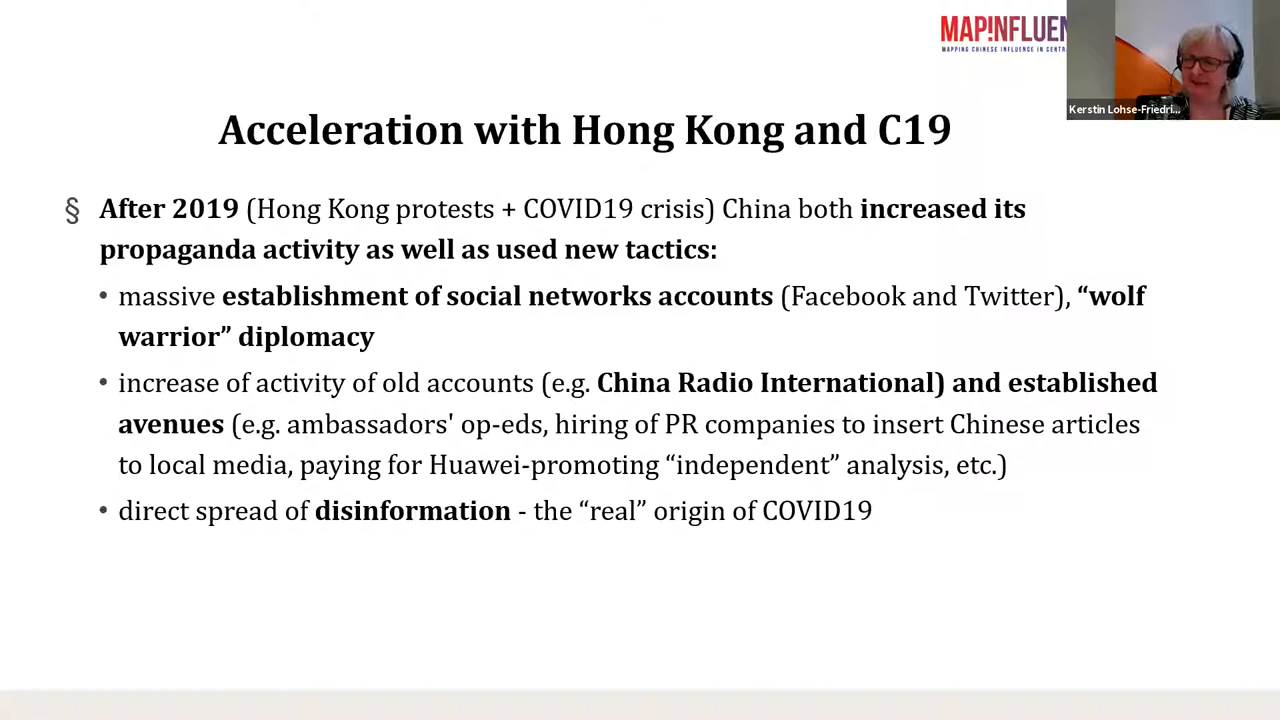 MAP!NFLUEN
MAPPING CHINESE INFLUENCE IN CENTRA
Kerstin Lohse-Friedri...
Acceleration with Hong Kong and C19
§ After 2019 (Hong Kong protests + COVID19 crisis) China both increased its
propaganda activity as well as used new tactics:
• massive establishment of social networks accounts (Facebook and Twitter), “wolf
warrior” diplomacy
• increase of activity of old accounts (e.g. China Radio International) and established
avenues (e.g. ambassadors' op-eds, hiring of PR companies to insert Chinese articles
to local media, paying for Huawei-promoting “independent” analysis, etc.)
• direct spread of disinformation - the “real” origin of COVID19